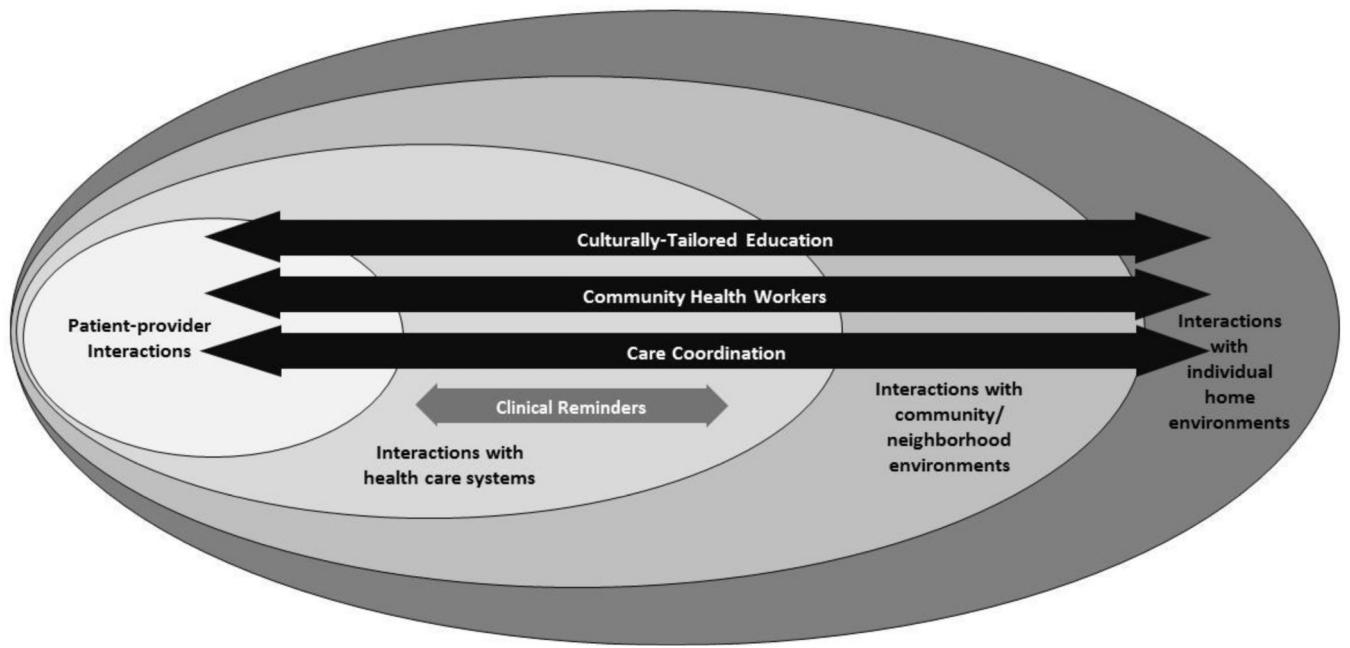 Culturally-Tailored Education
Community Health Workers
Patient-provider
Interactions
Care Coordination
Clinical Reminders
Interactions with
health care systems
Interactions with
community/
neighborhood
environments
Interactions
with
individual
home
environments